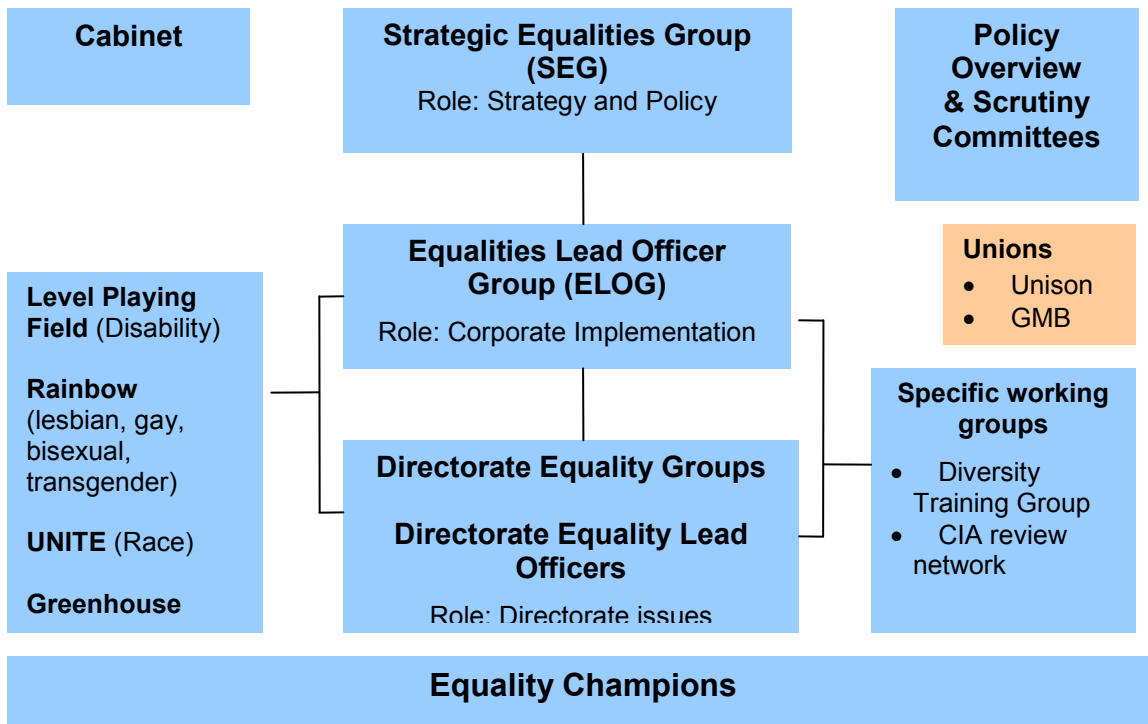 Cabinet
Strategic Equalities Group
(SEG)
Role: Strategy and Policy
Policy
Overview
& Scrutiny
Committees
Equalities Lead Officer
Group (ELOG)
Role: Corporate Implementation
Unions
• Unison
• GMB
Level Playing
Field (Disability)
Rainbow
(lesbian, gay,
bisexual,
transgender)
UNITE (Race)
Greenhouse
Directorate Equality Groups
Directorate Equality Lead
Officers
Role: Directorate issues
Specific working
groups
• Diversity
Training Group
• CIA review
network
Equality Champions